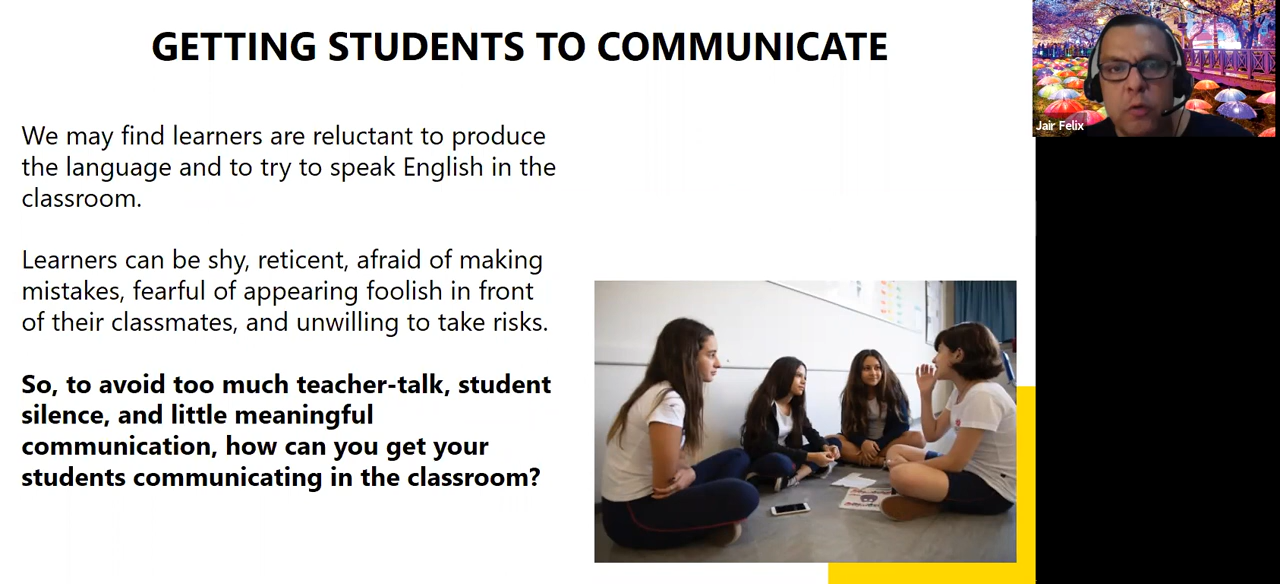 GETTING STUDENTS TO COMMUNICATE
We may find learners are reluctant to produce
the language and to try to speak English in the
classroom.
Learners can be shy, reticent, afraid of making
mistakes, fearful of appearing foolish in front
of their classmates, and unwilling to take risks.
So, to avoid too much teacher-talk, student
silence, and little meaningful
communication, how can you get your
students communicating in the classroom?
Jair Felix